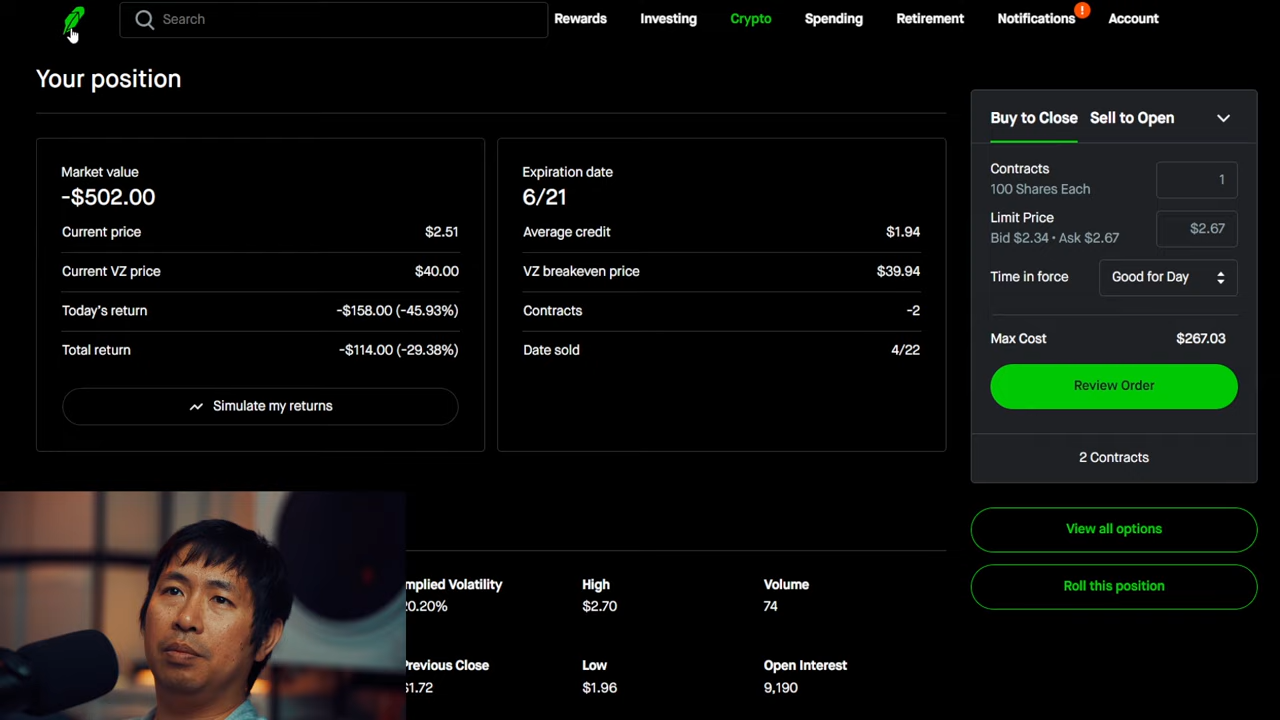 Search
Rewards
Investing
Crypto
Spending
Retirement
Notifications
!
Account
Your position
Market value
-$502.00
Current price $2.51
Current VZ price $40.00
Today's return -$158.00 (-45.93%)
Total return -$114.00 (-29.38%)
Simulate my returns
Expiration date
6/21
Average credit $1.94
VZ breakeven price $39.94
Contracts -2
Date sold 4/22
Buy to Close Sell to Open
Contracts
100 Shares Each
1
Limit Price
Bid $2.34 • Ask $2.67
$2.67
Time in force Good for Day
Max Cost $267.03
Review Order
2 Contracts
View all options
Roll this position
Volatility
High
$2.70
Volume
74
Close
Low
$1.96
Open Interest
9,190